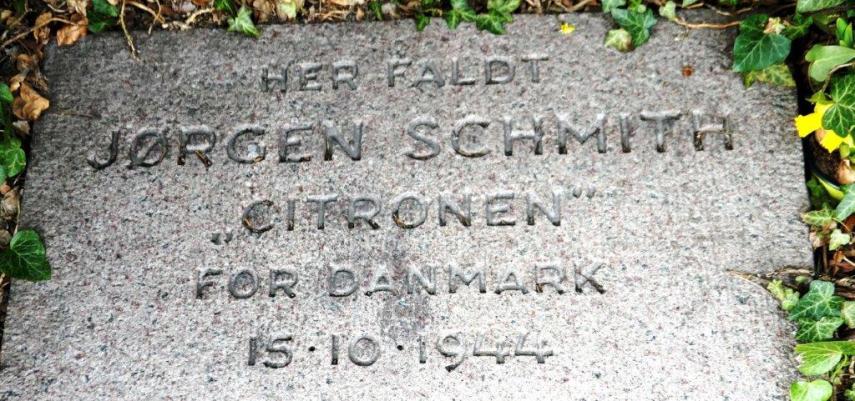 HER FALDT
JØRGEN SCHMITH
„CITRONEN"
FOR DANMARK
15·10·1944